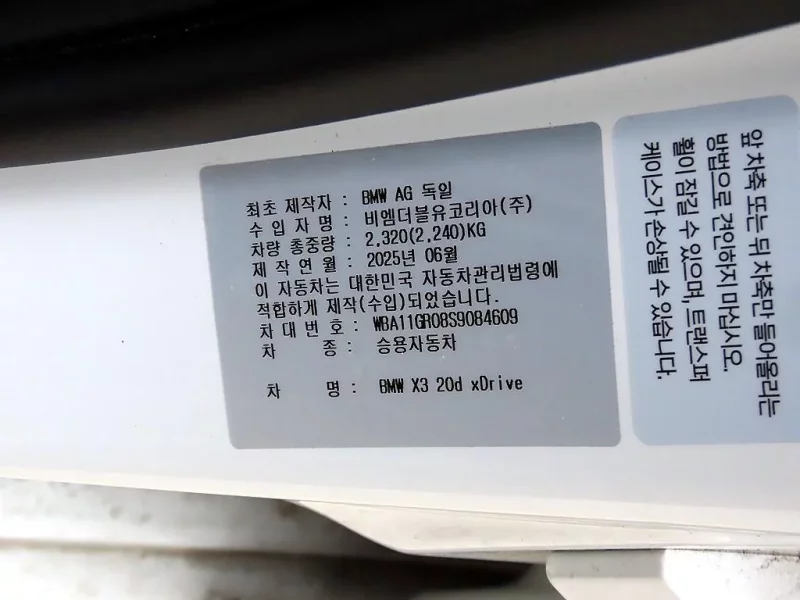 최초 제작자 : BMW AG 독일
수 입 자 명 : 비엠더블유코리아(주)
차량 총중량 : 2,320(2,240)KG
제 작 연 월 : 2025년 06월
이 자동차는 대한민국 자동차관리법령에
적합하게 제작(수입)되었습니다.
차 대 번 호 : WBA11GR08S9084609
차 종 : 승용자동차
차 명 : BMW X3 20d xDrive
앞 차축 또는 뒤 차축만 들어올리는
방법으로 견인하지 마십시오.
휠이 잠길 수 있으며, 트랜스퍼
케이스가 손상될 수 있습니다.